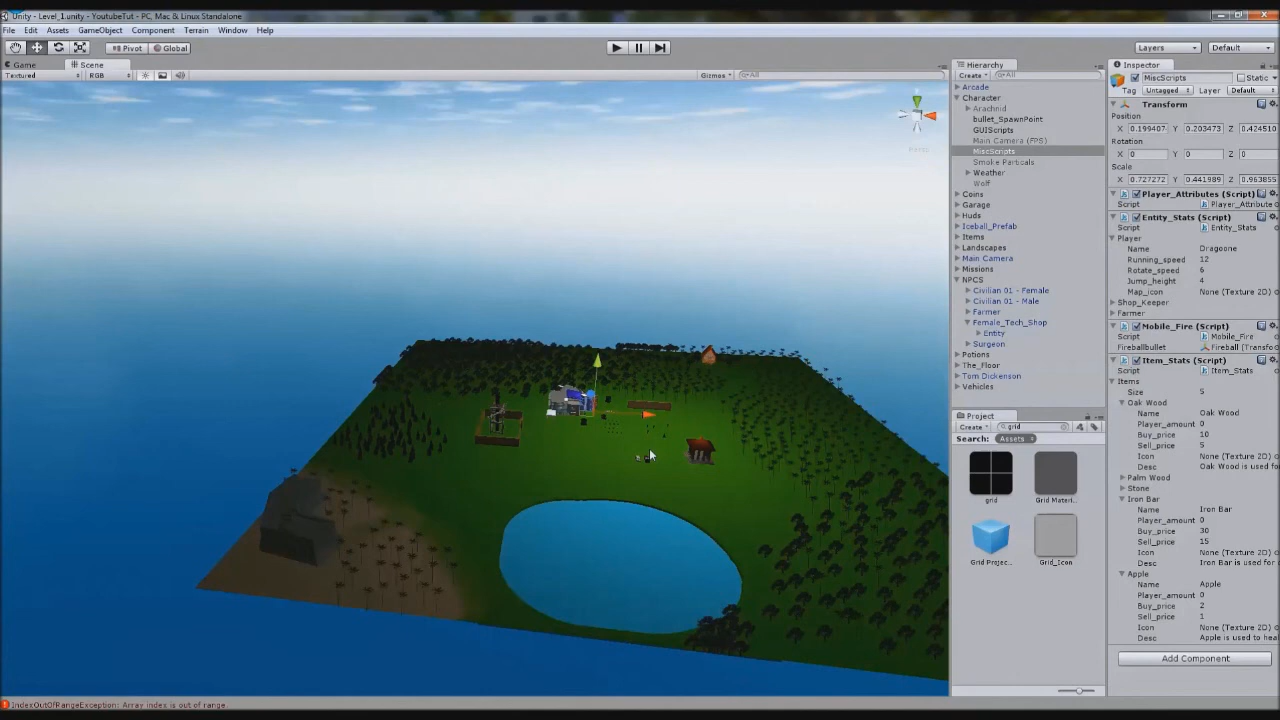 Unity - Level_1.unity - YoutubeTut - PC, Mac & Linux Standalone
File Edit Assets GameObject Component Terrain Window Help
Pivot Global Layers Default
Game Scene
Textured RGB Gizmos All
Persp
Hierarchy
Create All
Arcade
Character
Arachnid
bullet_SpawnPoint
GUIScripts
Main Camera (FPS)
MiscScripts
Smoke Particals
Weather
Wolf
Coins
Garage
Huds
Iceball_Prefab
Items
Landscapes
Main Camera
Missions
NPCS
Civilian 01 - Female
Civilian 01 - Male
Farmer
Female_Tech_Shop
Entity
Surgeon
Potions
The_Floor
Tom Dickenson
Vehicles
Project
Create grid
Search: Assets
grid Grid Materi...
Grid Projec... Grid_Icon
Inspector
MiscScripts Static
Tag Untagged Layer Default
Transform
Position
X 0.199407 Y 0.203473 Z 0.424510
Rotation
X 0 Y 0 Z 0
Scale
X 0.727272 Y 0.441989 Z 0.963855
Player_Attributes (Script)
Script Player_Attribute
Entity_Stats (Script)
Script Entity_Stats
Player
Name Dragoone
Running_speed 12
Rotate_speed 6
Jump_height 4
Map_icon None (Texture 2D)
Shop_Keeper
Farmer
Mobile_Fire (Script)
Script Mobile_Fire
Fireballbullet Fireball (Transfo
Item_Stats (Script)
Script Item_Stats
Items
Size 5
Oak Wood
Name Oak Wood
Player_amount 0
Buy_price 10
Sell_price 5
Icon None (Texture 2D)
Desc Oak Wood is used fo
Palm Wood
Stone
Iron Bar
Name Iron Bar
Player_amount 0
Buy_price 30
Sell_price 15
Icon None (Texture 2D)
Desc Iron Bar is used for
Apple
Name Apple
Player_amount 0
Buy_price 2
Sell_price 1
Icon None (Texture 2D)
Desc Apple is used to hea
Add Component
IndexOutOfRangeException: Array index is out of range.